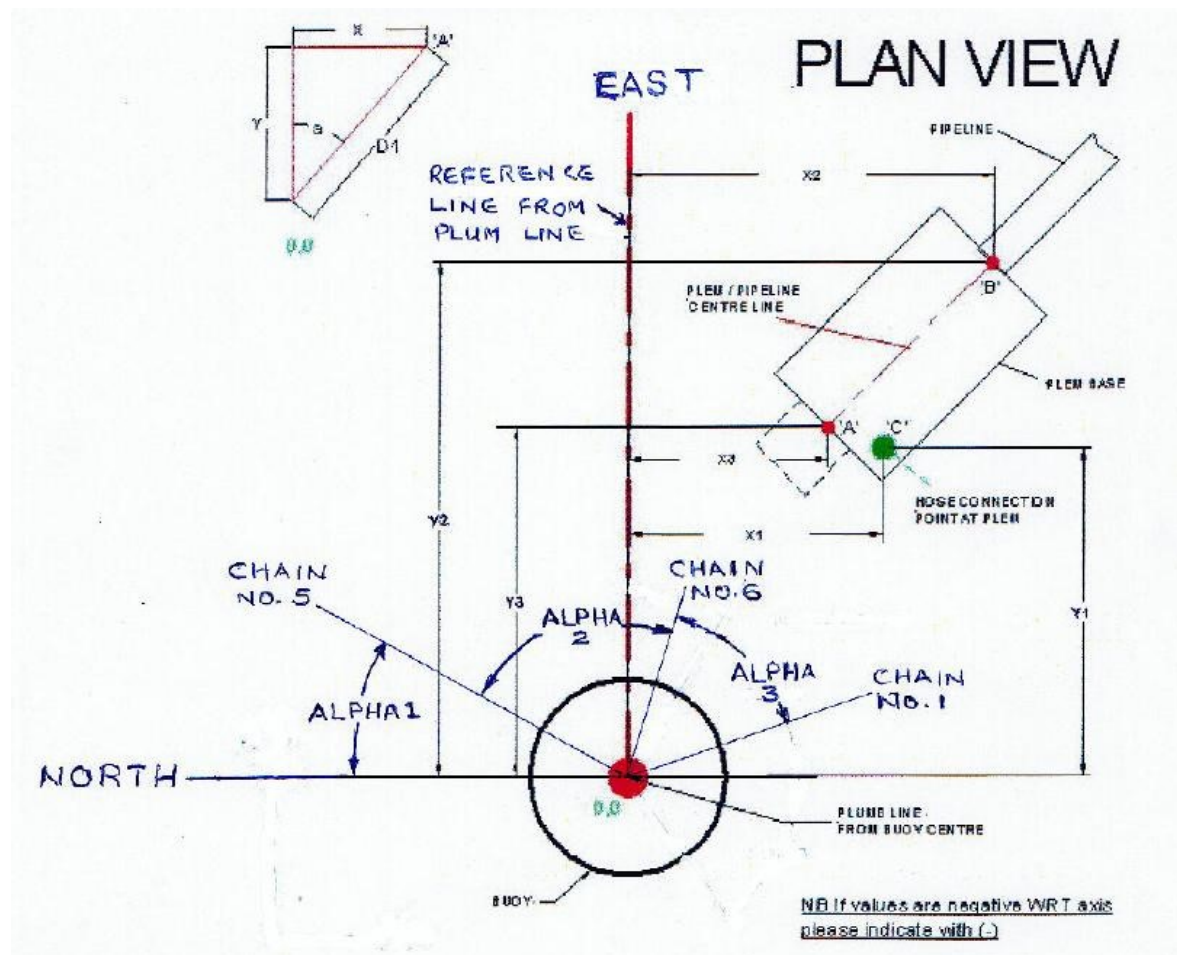 X
'A'
Y
a
D1
0,0
EAST
PLAN VIEW
PIPELINE
X2
REFERENCE
LINE FROM
PLUM LINE
PLEM / PIPELINE
CENTRE LINE
'B'
PLEM BASE
'A'
'C'
X3
HOSE CONNECTION
POINT AT PLEM
X1
Y2
CHAIN
NO. 5
CHAIN
NO. 6
Y3
Y1
ALPHA
2
ALPHA
3
CHAIN
NO. 1
ALPHA 1
NORTH
0,0
PLUMB LINE -
FROM BUOY CENTRE
BUOY
NB If values are negative WRT axis
please indicate with (-)